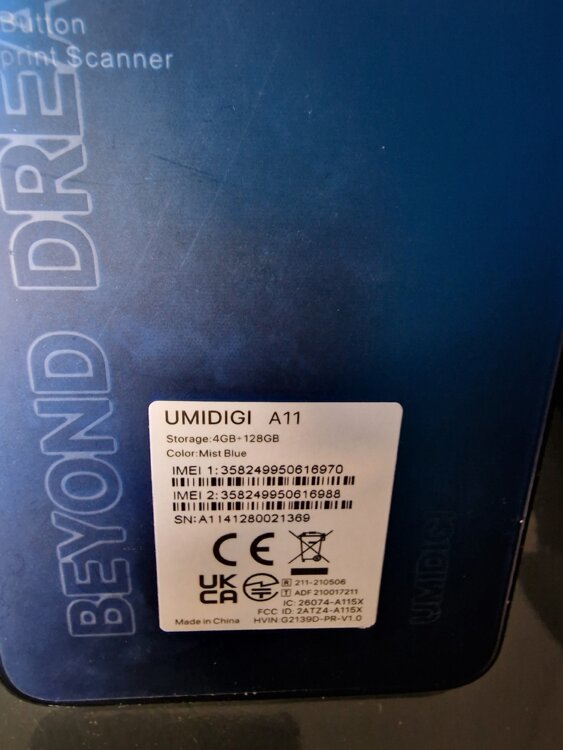 Button
print Scanner
BEYOND DREA
UMIDIGI A11
Storage:4GB+128GB
Color:Mist Blue
IMEI 1:358249950616970
IMEI 2:358249950616988
SN:A1141280021369
CE
UK
CA
R 211-210506
T ADF 210017211
IC: 26074-A115X
FCC ID: 2ATZ4-A115X
Made in China HVIN:G2139D-PR-V1.0
UMIDIGI